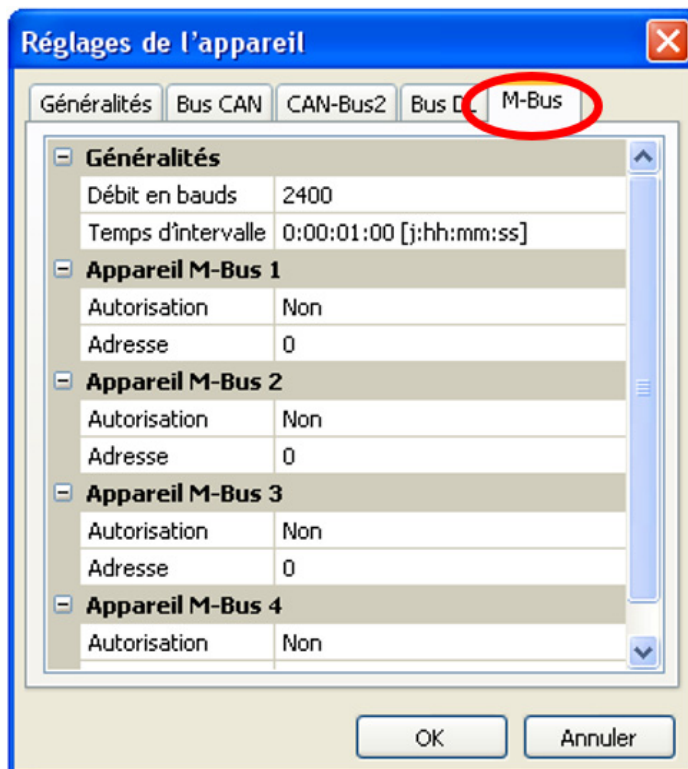 Réglages de l'appareil
Généralités Bus CAN CAN-Bus2 Bus DL M-Bus
Généralités
Débit en bauds 2400
Temps d'intervalle 0:00:01:00 [j:hh:mm:ss]
Appareil M-Bus 1
Autorisation Non
Adresse 0
Appareil M-Bus 2
Autorisation Non
Adresse 0
Appareil M-Bus 3
Autorisation Non
Adresse 0
Appareil M-Bus 4
Autorisation Non
OK Annuler